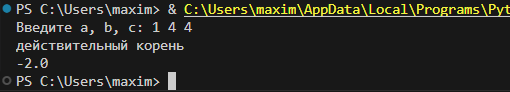 PS C:\Users\maxim> & C:\Users\maxim\AppData\Local\Programs\Pyt
Введите a, b, c: 1 4 4
действительный корень
-2.0
PS C:\Users\maxim>